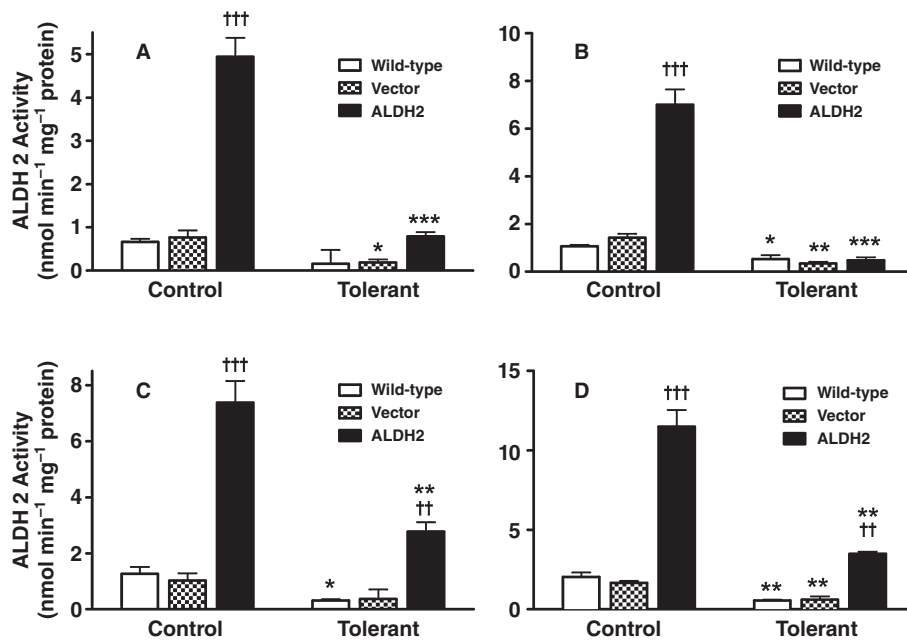 A
†††
Wild-type
Vector
ALDH2
ALDH 2 Activity
(nmol min⁻¹ mg⁻¹ protein)
5
4
3
2
1
0
*
***
Control
Tolerant
B
†††
Wild-type
Vector
ALDH2
10
8
6
4
2
0
*
**
***
Control
Tolerant
C
†††
Wild-type
Vector
ALDH2
ALDH 2 Activity
(nmol min⁻¹ mg⁻¹ protein)
8
6
4
2
0
*
**
††
Control
Tolerant
D
†††
Wild-type
Vector
ALDH2
15
10
5
0
**
**
**
††
Control
Tolerant